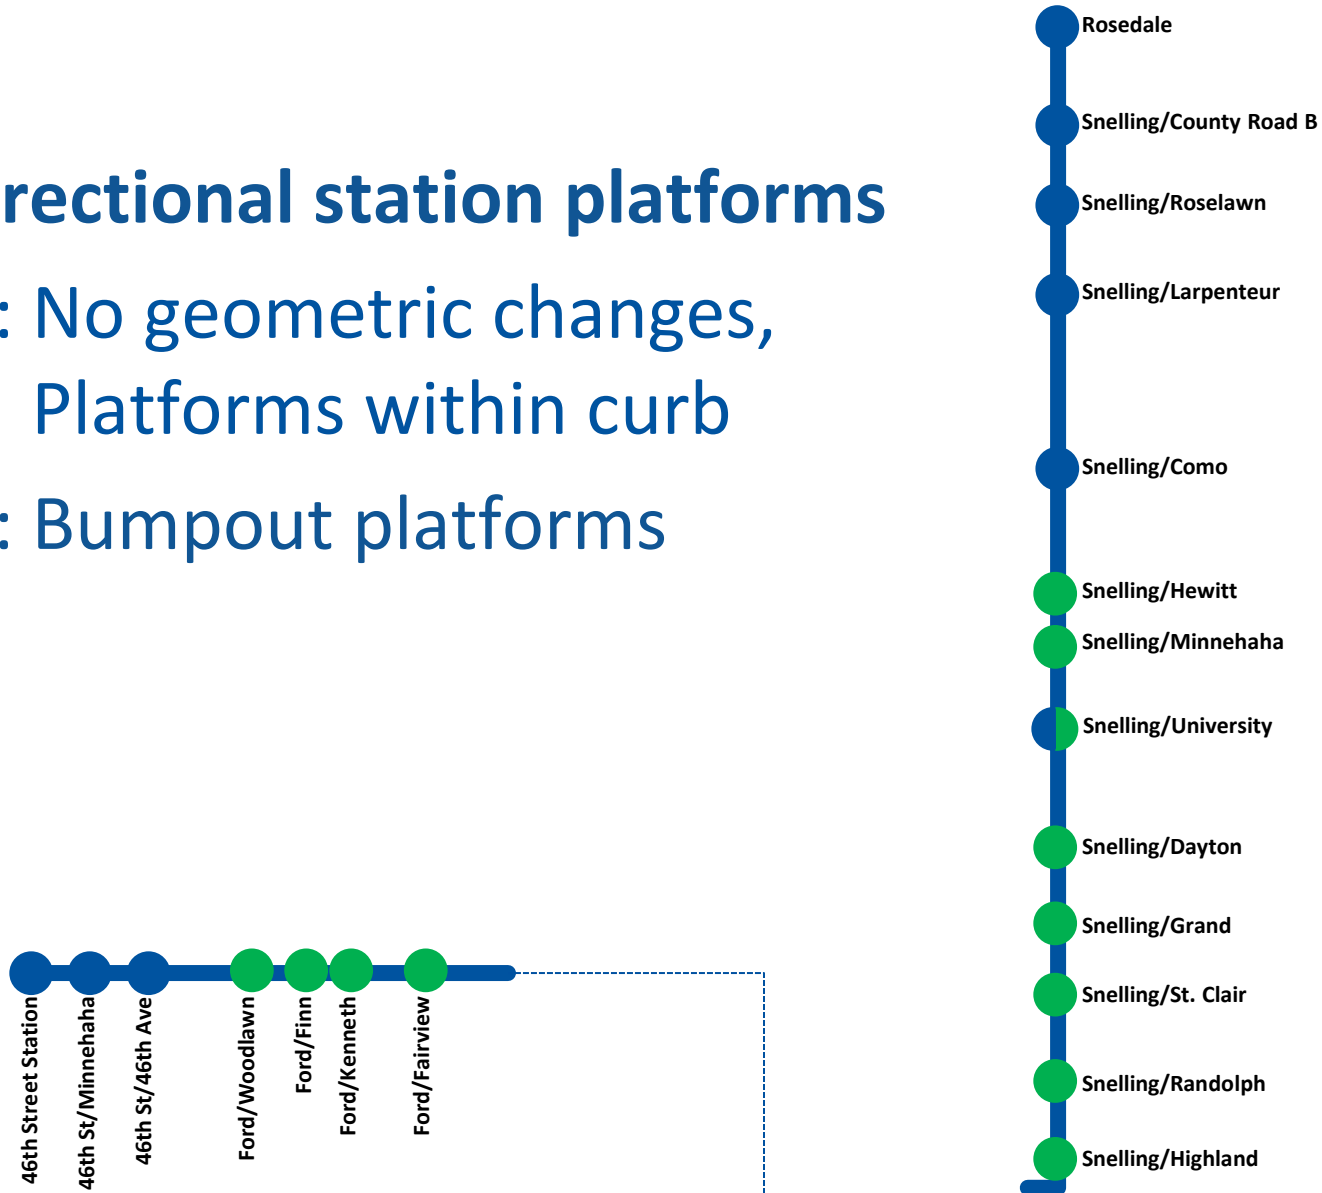 rectional station platforms
: No geometric changes,
Platforms within curb
: Bumpout platforms
Rosedale
Snelling/County Road B
Snelling/Roselawn
Snelling/Larpenteur
Snelling/Como
Snelling/Hewitt
Snelling/Minnehaha
Snelling/University
Snelling/Dayton
Snelling/Grand
Snelling/St. Clair
Snelling/Randolph
Snelling/Highland
46th Street Station
46th St/Minnehaha
46th St/46th Ave
Ford/Woodlawn
Ford/Finn
Ford/Kenneth
Ford/Fairview